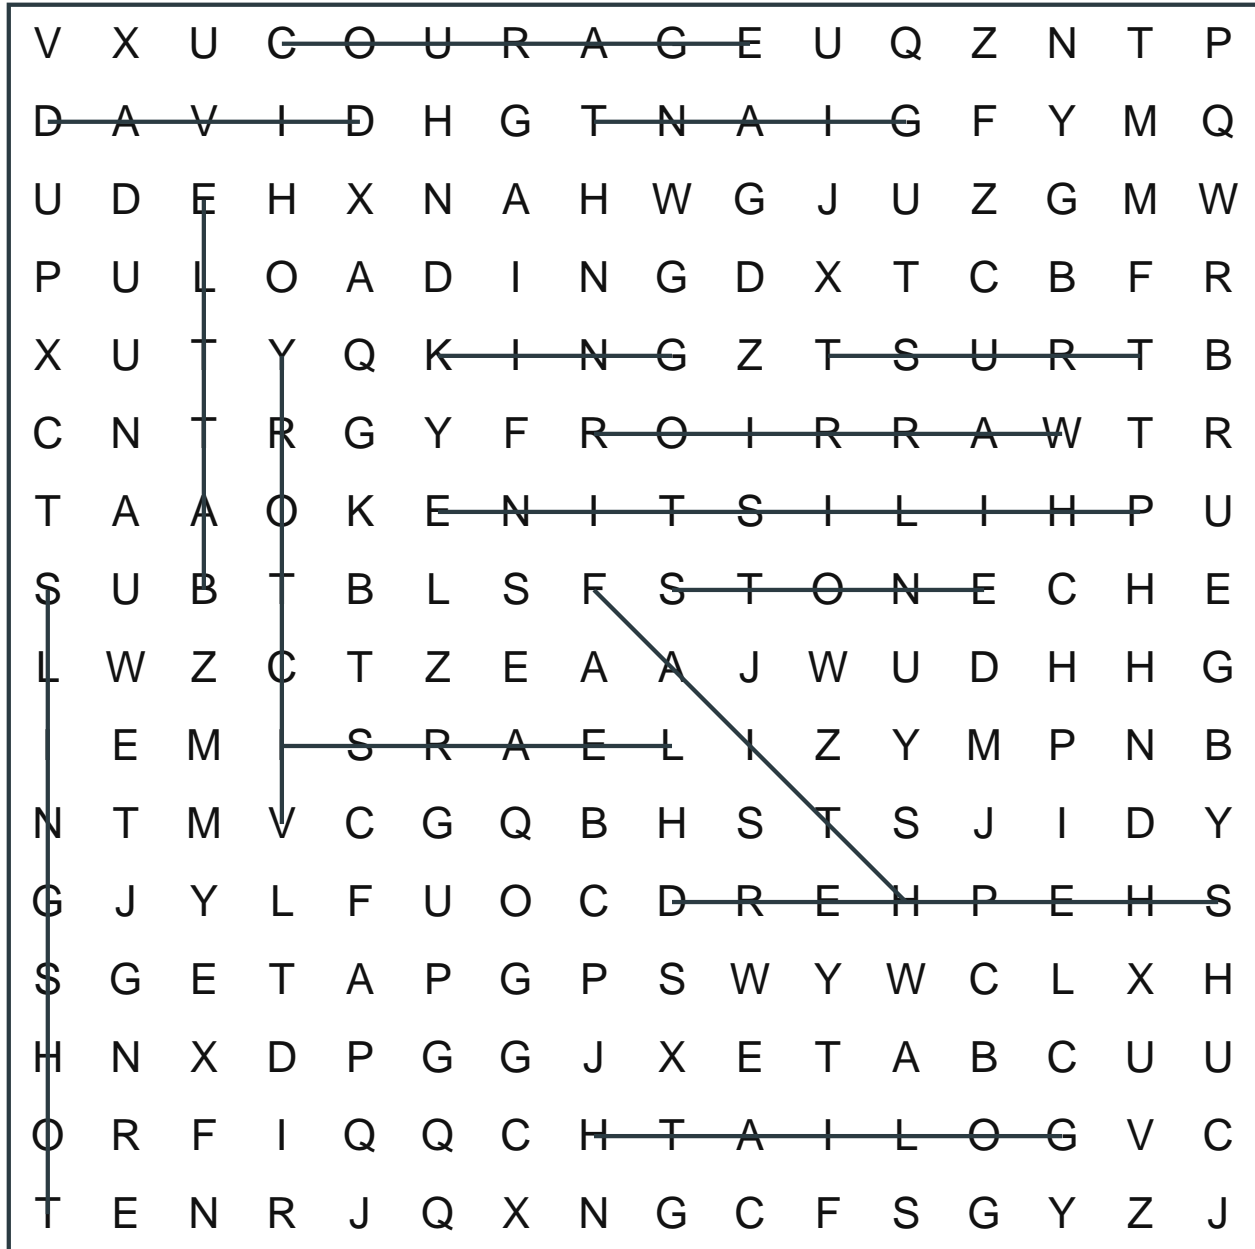 V X U C O U R A G E U Q Z N T P
D A V I D H G T N A I G F Y M Q
U D E H X N A H W G J U Z G M W
P U L O A D I N G D X T C B F R
X U T Y Q K I N G Z T S U R T B
C N T R G Y F R O I R R A W T R
T A A O K E N I T S I L I H P U
S U B T B L S F S T O N E C H E
L W Z C T Z E A A J W U D H H G
I E M I S R A E L I Z Y M P N B
N T M V C G Q B H S T S J I D Y
G J Y L F U O C D R E H P E H S
S G E T A P G P S W Y W C L X H
H N X D P G G J X E T A B C U U
O R F I Q Q C H T A I L O G V C
T E N R J Q X N G C F S G Y Z J